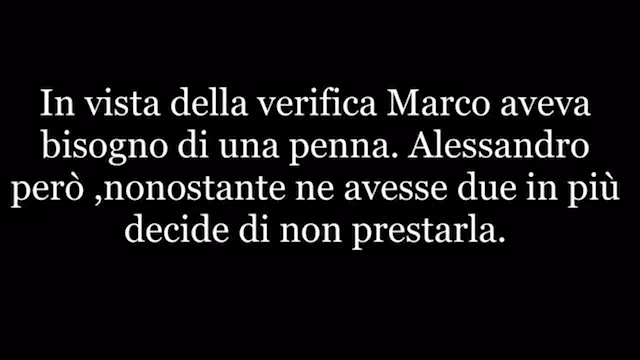 In vista della verifica Marco aveva
bisogno di una penna. Alessandro
però ,nonostante ne avesse due in più
decide di non prestarla.